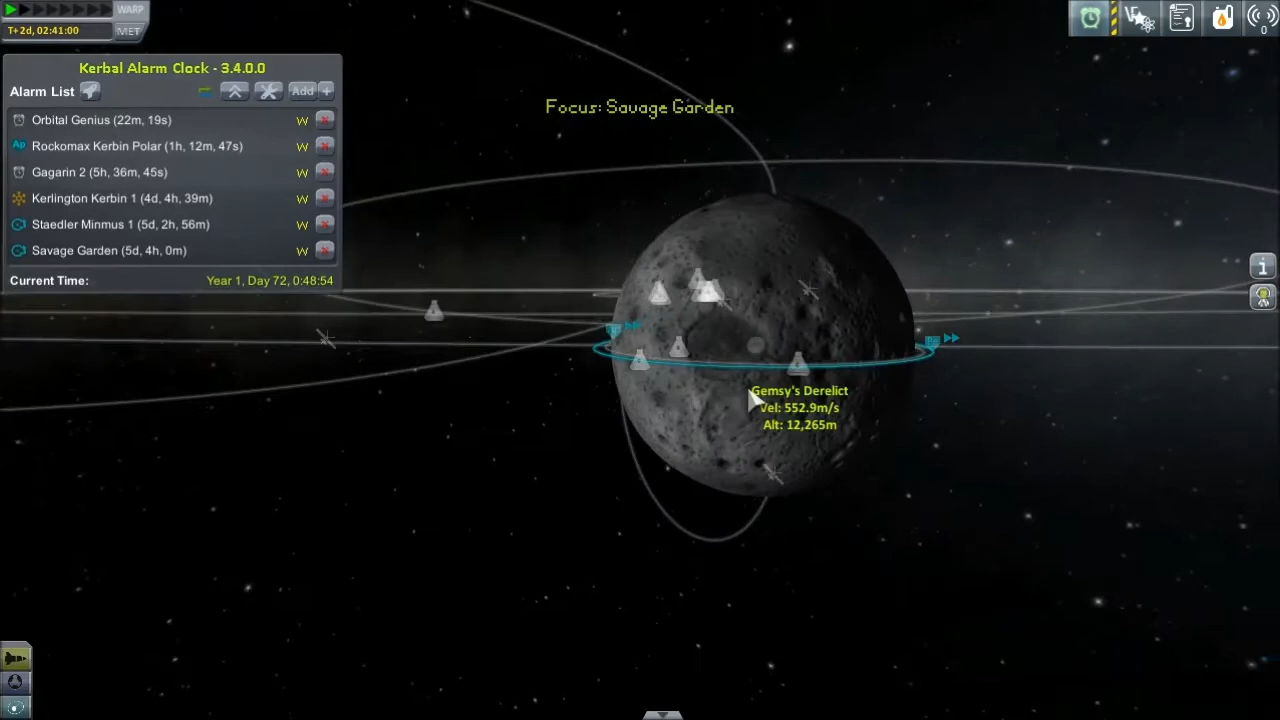 WARP
T+2d, 02:41:00
MET
Kerbal Alarm Clock - 3.4.0.0
Alarm List
Add +
Orbital Genius (22m, 19s) W
Ap Rockomax Kerbin Polar (1h, 12m, 47s) W
Gagarin 2 (5h, 36m, 45s) W
Kerlington Kerbin 1 (4d, 4h, 39m) W
Staedler Minmus 1 (5d, 2h, 56m) W
Savage Garden (5d, 4h, 0m) W
Current Time: Year 1, Day 72, 0:48:54
Focus: Savage Garden
0
Gemsy's Derelict
Vel: 552.9m/s
Alt: 12,265m